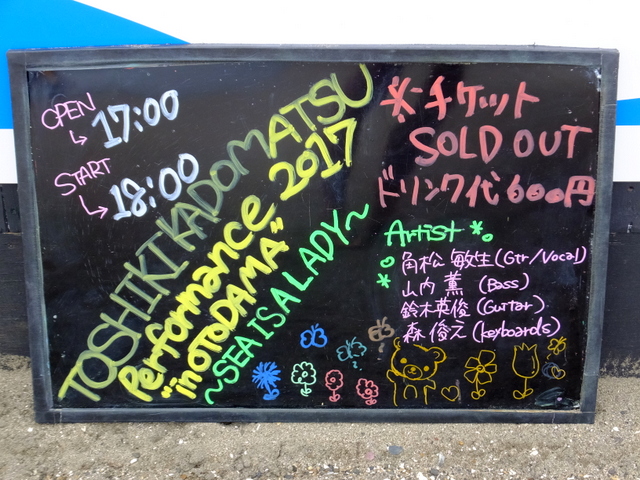 OPEN
17:00
START
18:00
TOSHIKI KADOMATSU
Performance 2017
"in OTODAMA"
~SEA IS A LADY~
※チケット
SOLD OUT
ドリンク代600円
Artist
角松 敏生(Gtr/Vocal)
山内 薫 (Bass)
鈴木英俊(Guitar)
森 俊之(keyboards)